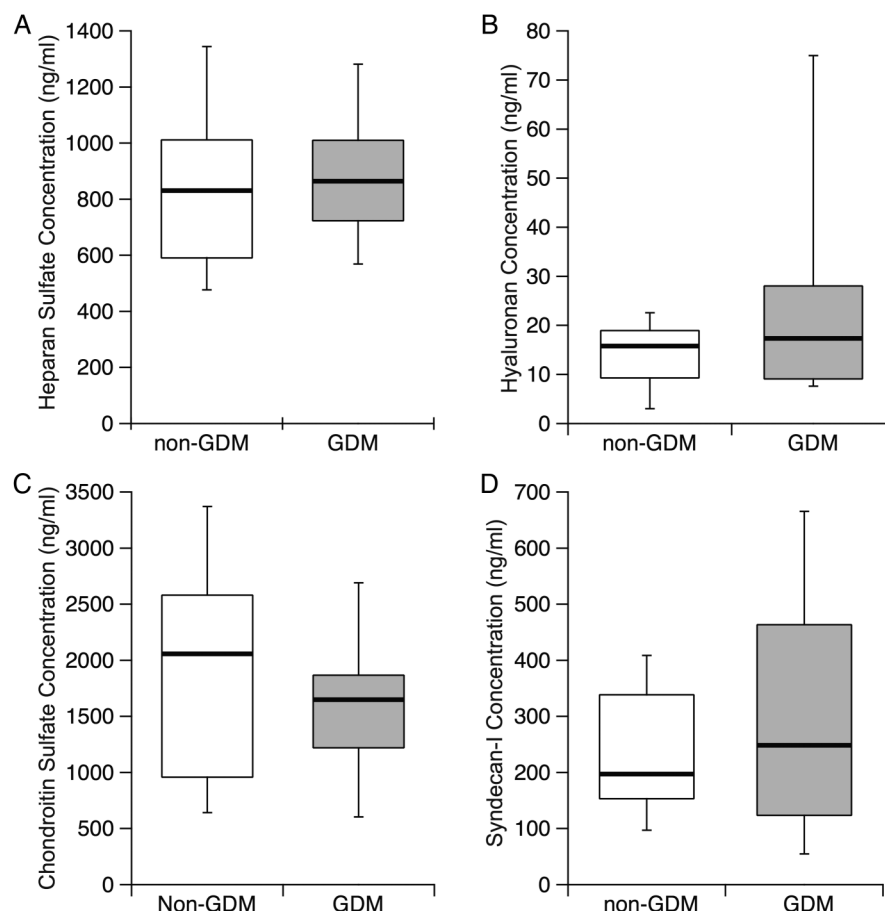 A
Heparan Sulfate Concentration (ng/ml)
1400
1200
1000
800
600
400
200
0
non-GDM GDM
B
Hyaluronan Concentration (ng/ml)
80
70
60
50
40
30
20
10
0
non-GDM GDM
C
Chondroitin Sulfate Concentration (ng/ml)
3500
3000
2500
2000
1500
1000
500
0
Non-GDM GDM
D
Syndecan-I Concentration (ng/ml)
700
600
500
400
300
200
100
0
non-GDM GDM